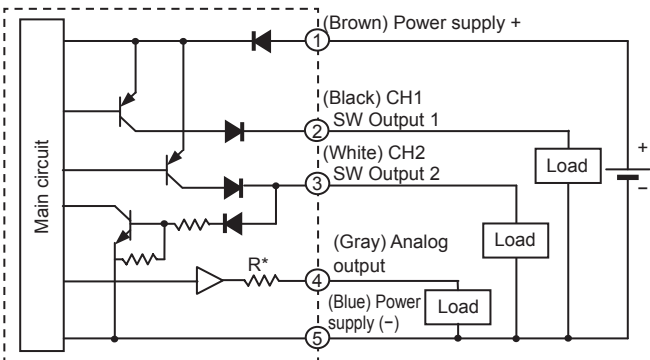 (Brown) Power supply +
1
(Black) CH1
SW Output 1
2
(White) CH2
SW Output 2
3
Main circuit
Load
+
−
Load
(Gray) Analog
output
R*
4
(Blue) Power
supply (−)
Load
5